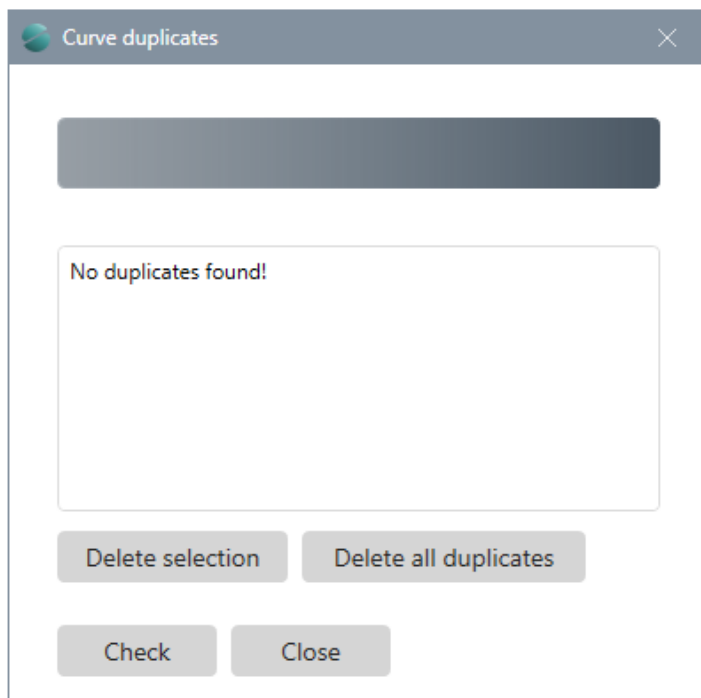 Curve duplicates
No duplicates found!
Delete selection
Delete all duplicates
Check
Close